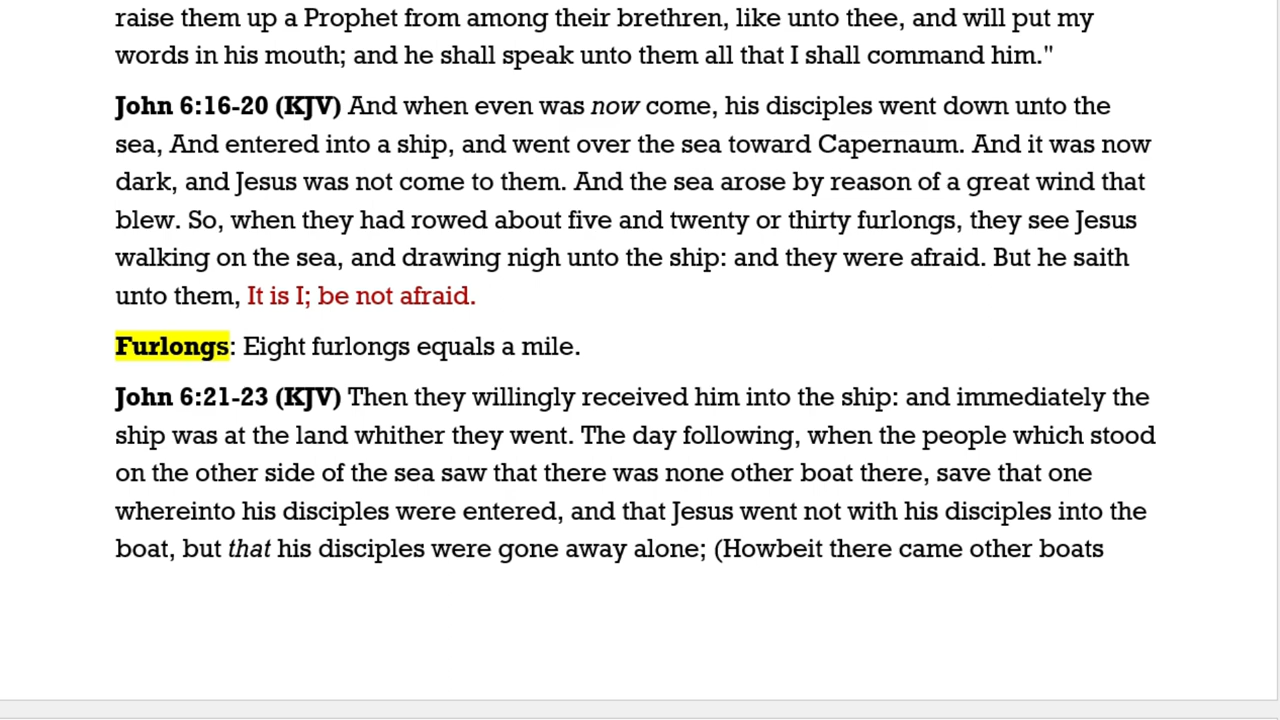 raise them up a Prophet from among their brethren, like unto thee, and will put my
words in his mouth; and he shall speak unto them all that I shall command him."
John 6:16-20 (KJV) And when even was now come, his disciples went down unto the
sea, And entered into a ship, and went over the sea toward Capernaum. And it was now
dark, and Jesus was not come to them. And the sea arose by reason of a great wind that
blew. So, when they had rowed about five and twenty or thirty furlongs, they see Jesus
walking on the sea, and drawing nigh unto the ship: and they were afraid. But he saith
unto them, It is I; be not afraid.
Furlongs: Eight furlongs equals a mile.
John 6:21-23 (KJV) Then they willingly received him into the ship: and immediately the
ship was at the land whither they went. The day following, when the people which stood
on the other side of the sea saw that there was none other boat there, save that one
whereinto his disciples were entered, and that Jesus went not with his disciples into the
boat, but that his disciples were gone away alone; (Howbeit there came other boats